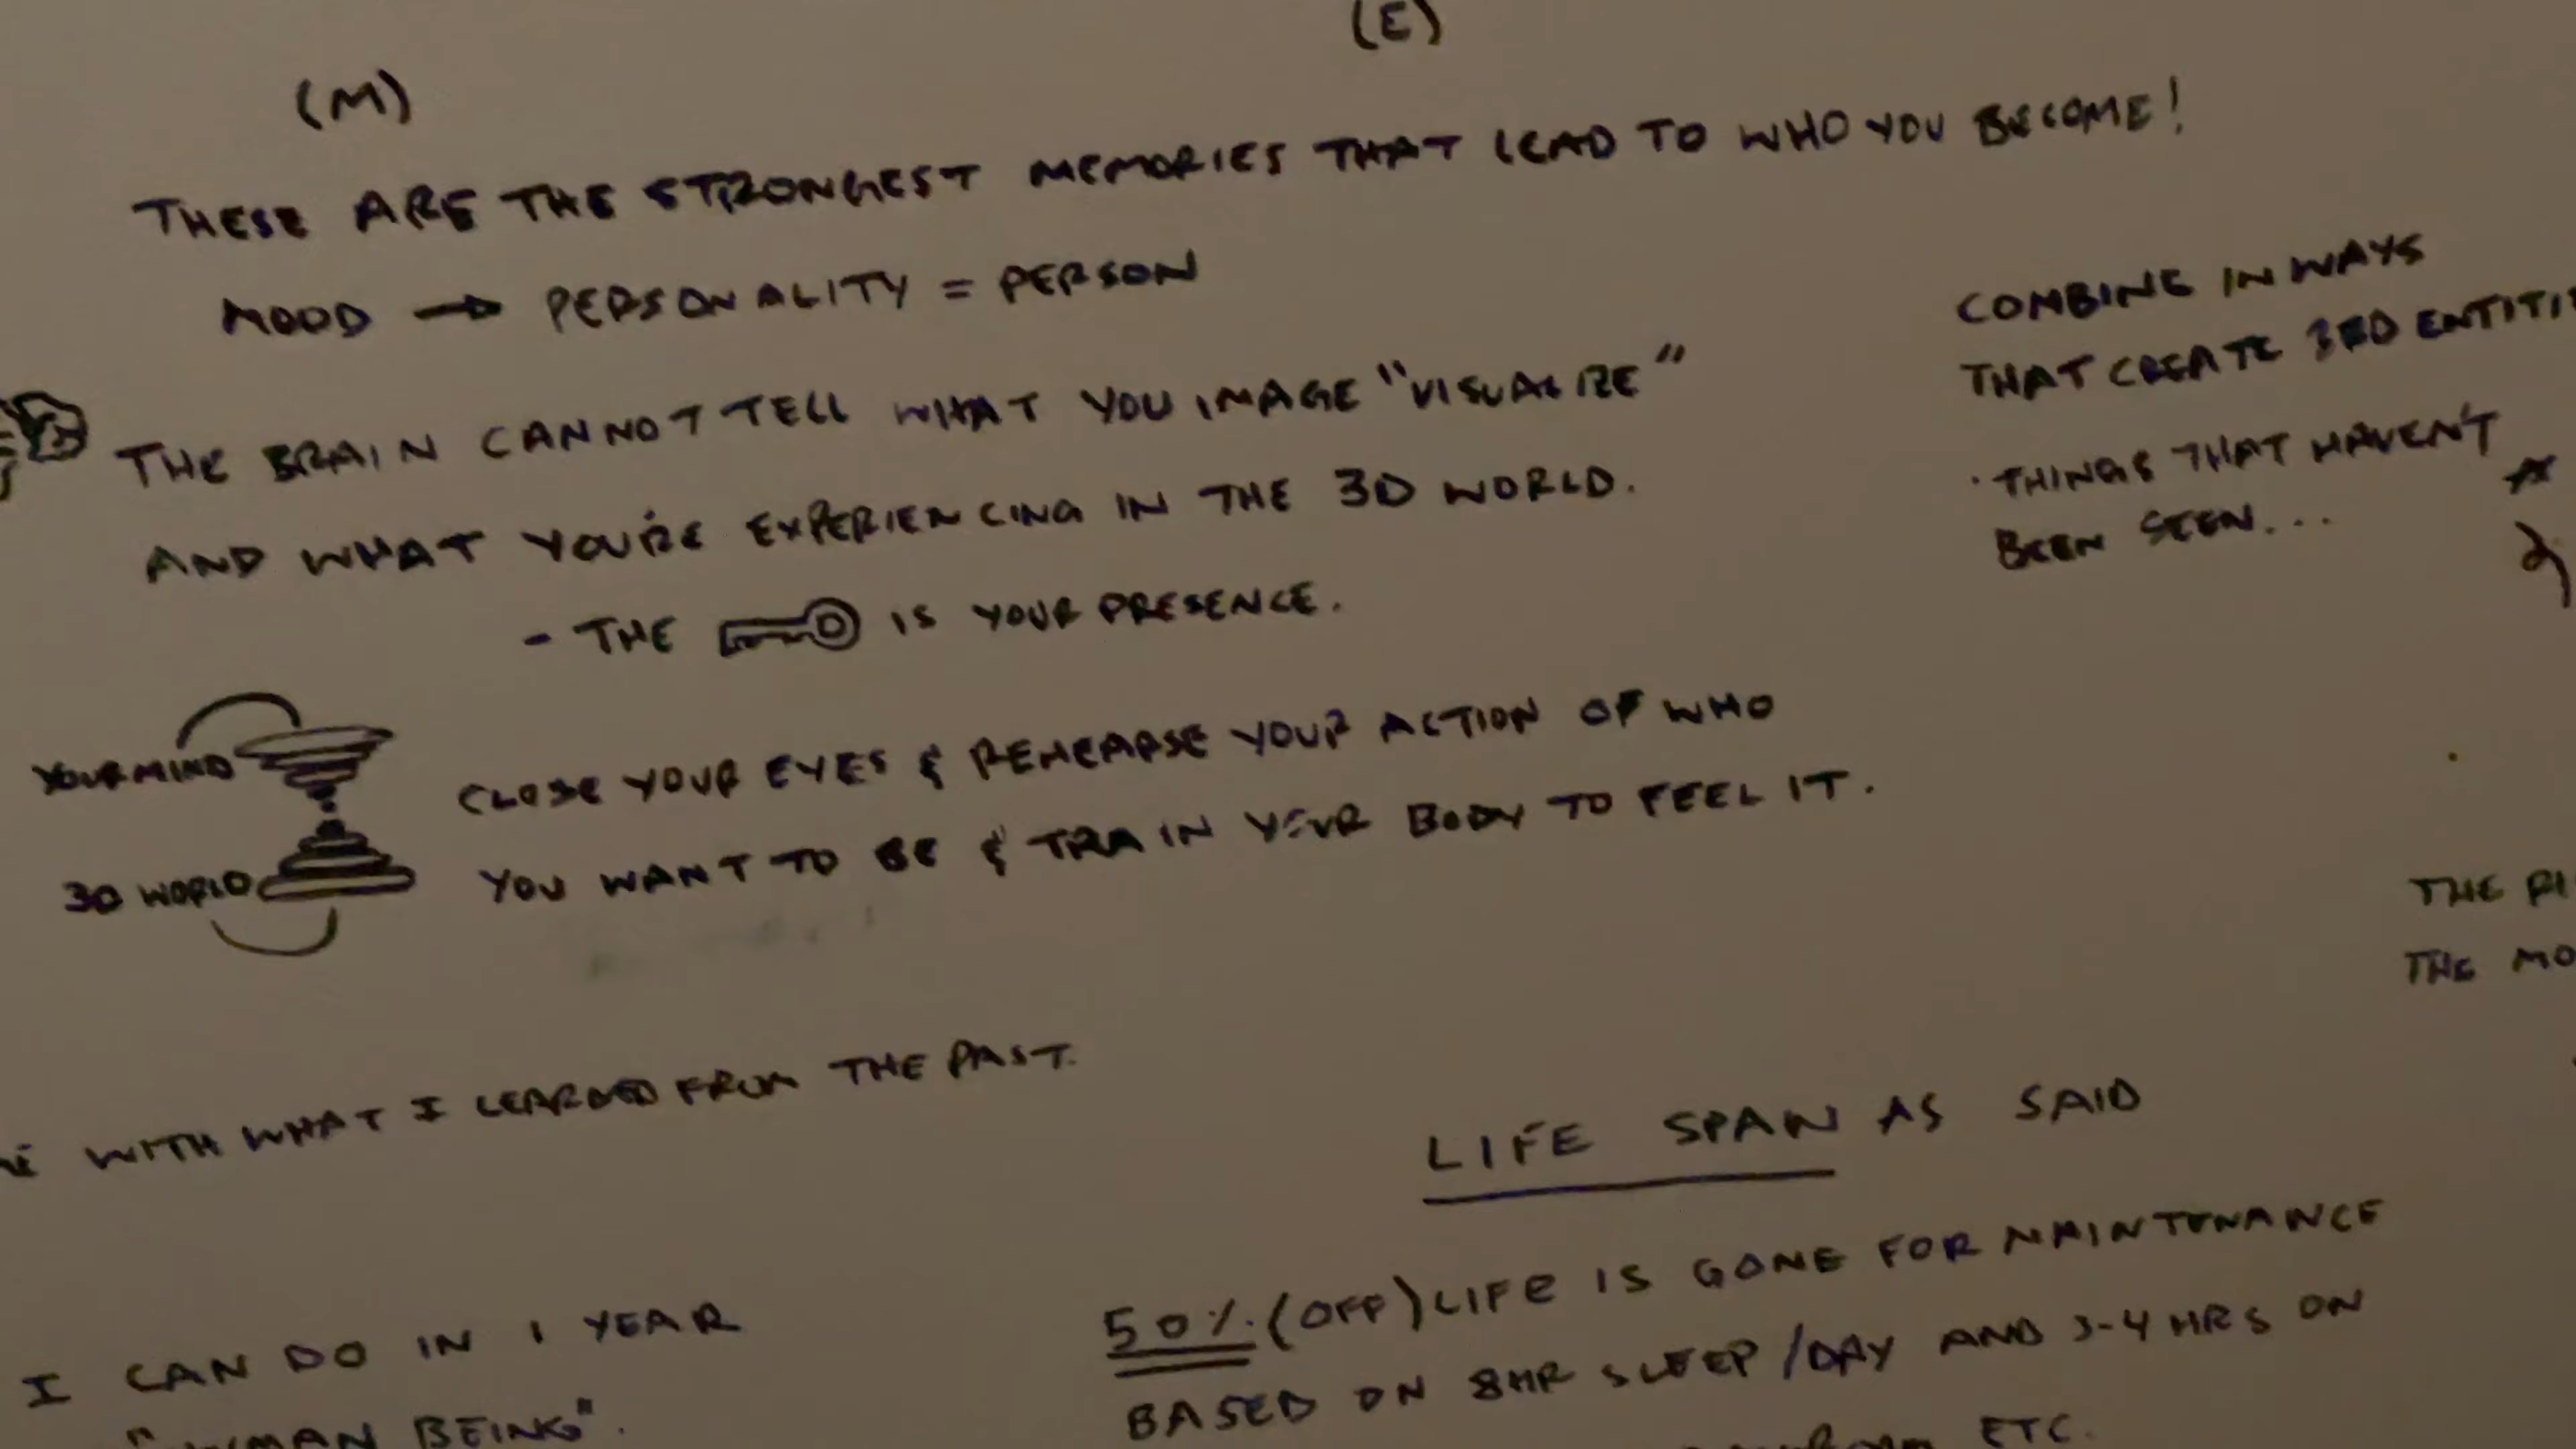 (E)
(M)
THESE ARE THE STRONGEST MEMORIES THAT LEAD TO WHO YOU BECOME!
MOOD → PERSONALITY = PERSON
THE BRAIN CANNOT TELL WHAT YOU IMAGE "VISUALIZE"
AND WHAT YOU'RE EXPERIENCING IN THE 3D WORLD.
- THE IS YOUR PRESENCE.
COMBINE IN WAYS
THAT CREATE 3RD
· THINGS THAT HAVEN'T
BEEN SEEN...
YOUR MIND
3D WORLD
CLOSE YOUR EYES & REHEARSE YOUR ACTION OF WHO
YOU WANT TO BE & TRAIN YOUR BODY TO FEEL IT.
THE
THE
WITH WHAT I LEARNED FROM THE PAST.
LIFE SPAN AS SAID
50% (OFF) LIFE IS GONE FOR MAINTENANCE
BASED ON 8HR SLEEP/DAY AND 3-4 HRS ON
ETC.
I CAN DO IN 1 YEAR
BEING".